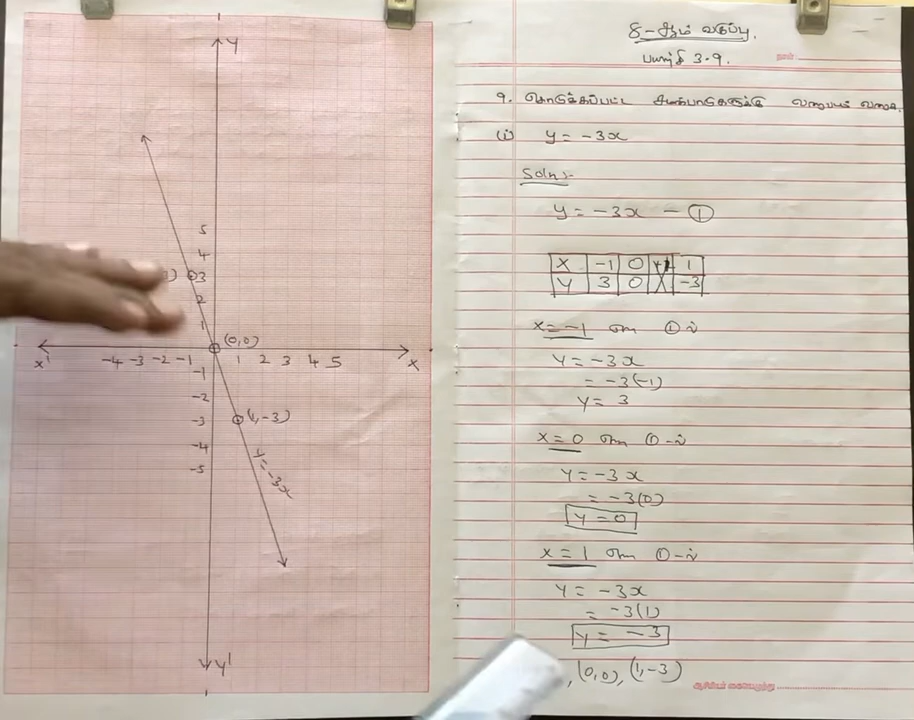 Y
5
4
3
2
1
(0,0)
X' -4 -3 -2 -1 1 2 3 4 5 X
-1
-2
-3 (1,-3)
-4
-5
y=-3x
Y'
8-ஆம் வகுப்பு.
பயிற்சி 3.9.
நாள்
1. கொடுக்கப்பட்ட சமன்பாடுகளுக்கு வரைபடம் வரைக.
(i) y = -3x
Soln:-
y = -3x — ①
X -1 0 1
Y 3 0 -3
x = -1 என ① ல்
y = -3x
= -3(-1)
y = 3
x = 0 என ①-ல்
y = -3x
= -3(0)
y = 0
x = 1 என ①-ல்
y = -3x
= -3(1)
y = -3
, (0,0), (1,-3)
ஆசிரியர் கையெழுத்து